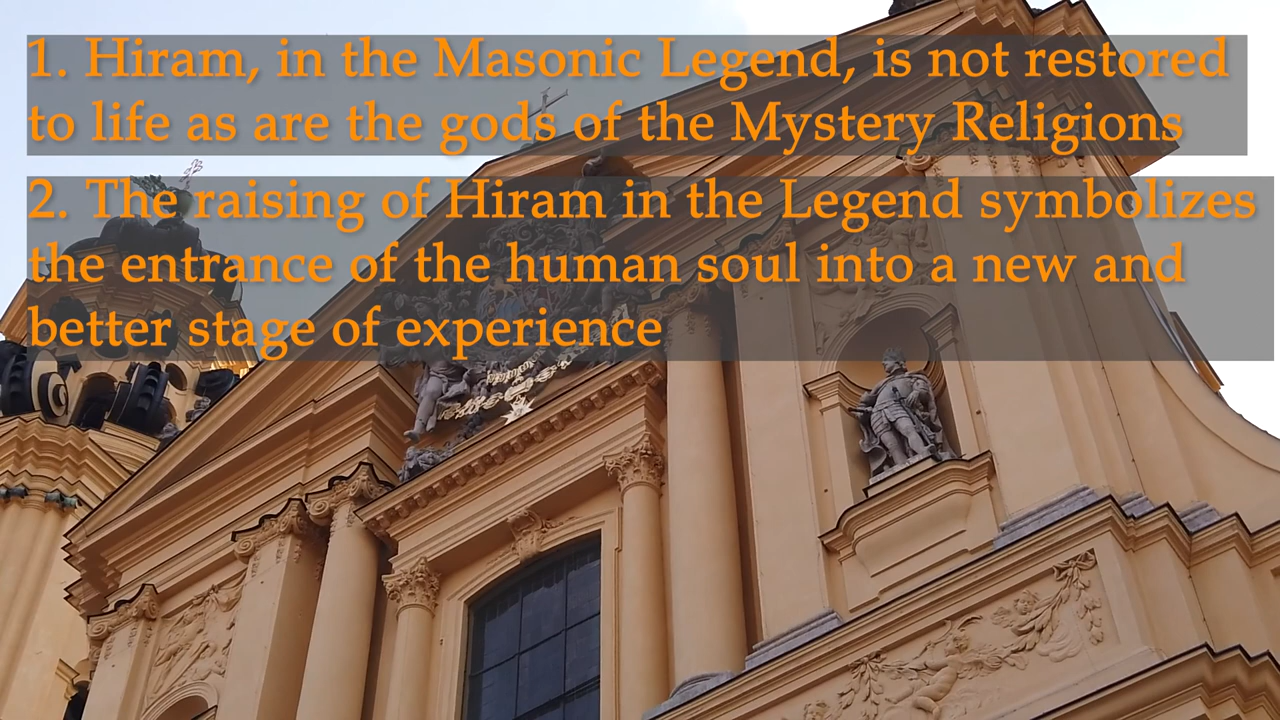 1. Hiram, in the Masonic Legend, is not restored
to life as are the gods of the Mystery Religions
2. The raising of Hiram in the Legend symbolizes
the entrance of the human soul into a new and
better stage of experience